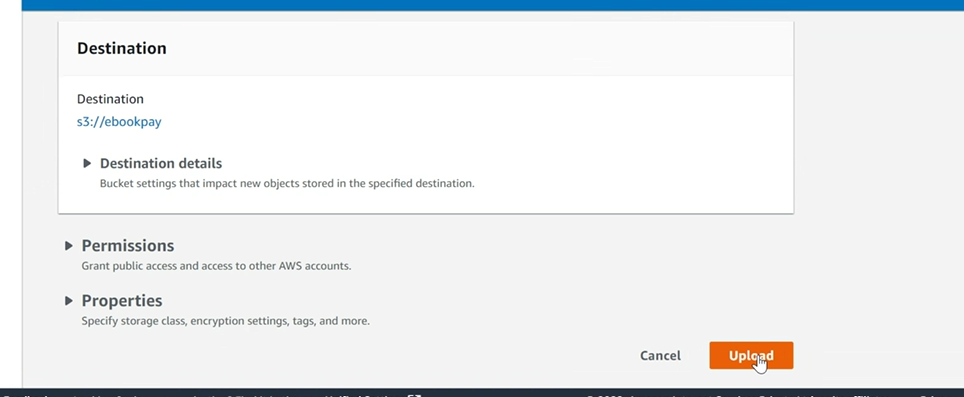 Destination
Destination
s3://ebookpay
Destination details
Bucket settings that impact new objects stored in the specified destination.
Permissions
Grant public access and access to other AWS accounts.
Properties
Specify storage class, encryption settings, tags, and more.
Cancel Upload